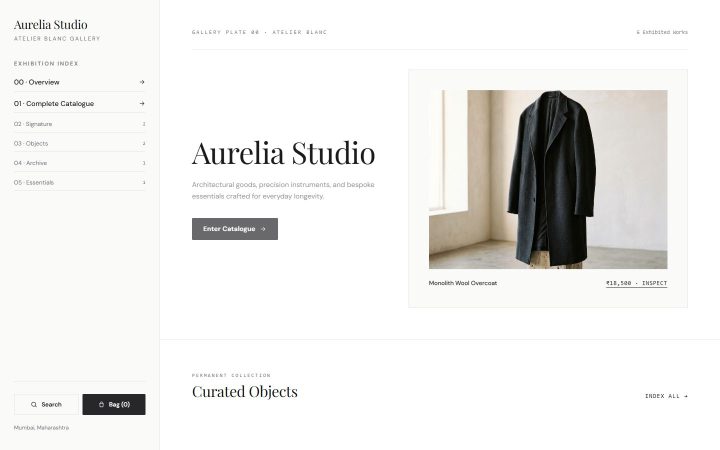 Aurelia Studio
ATELIER BLANC GALLERY
EXHIBITION INDEX
00 · Overview →
01 · Complete Catalogue →
02 · Signature 2
03 · Objects 2
04 · Archive 1
05 · Essentials 1
Search
Bag (0)
Mumbai, Maharashtra
GALLERY PLATE 00 · ATELIER BLANC
6 Exhibited Works
Aurelia Studio
Architectural goods, precision instruments, and bespoke
essentials crafted for everyday longevity.
Enter Catalogue →
Monolith Wool Overcoat
₹18,500 · INSPECT
PERMANENT COLLECTION
Curated Objects
INDEX ALL →